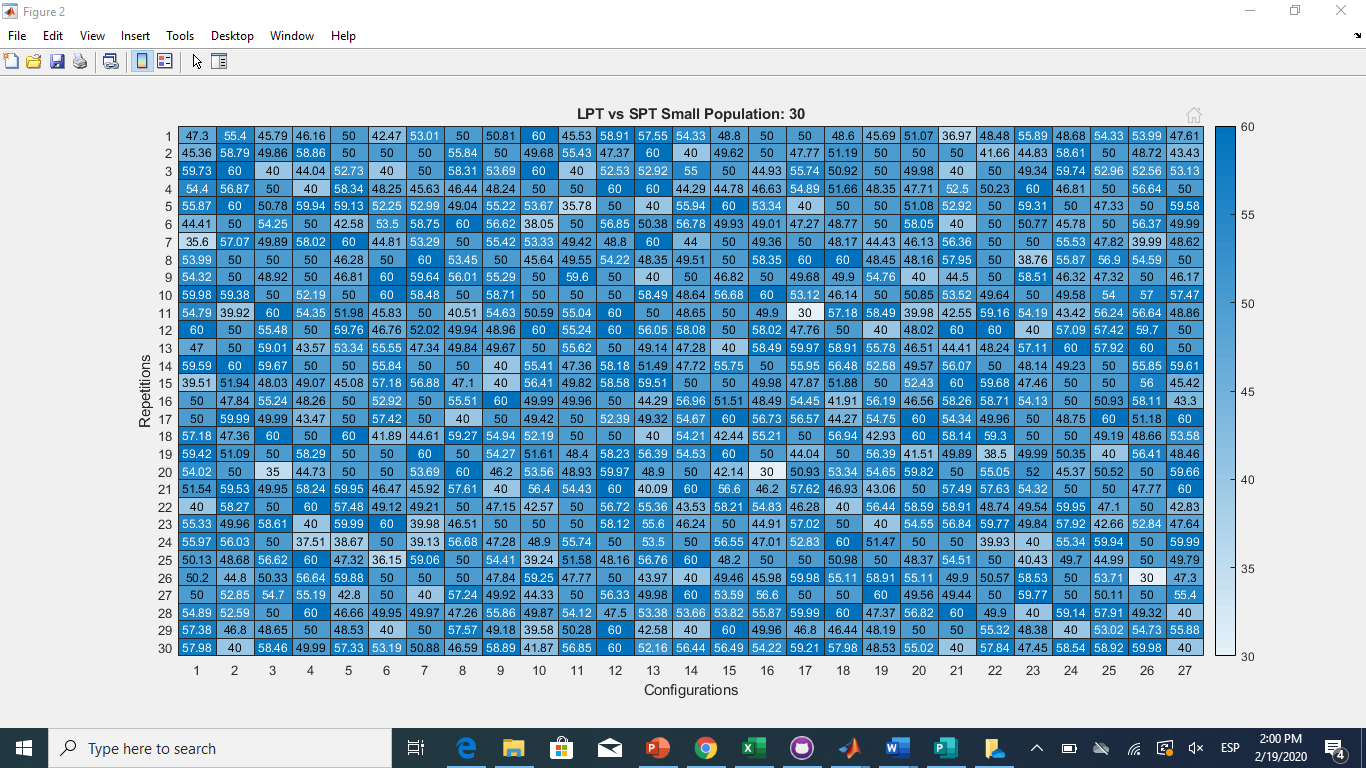 Figure 2
File Edit View Insert Tools Desktop Window Help
LPT vs SPT Small Population: 30
1 47.3 55.4 45.79 46.16 50 42.47 53.01 50 50.81 60 45.53 58.91 57.55 54.33 48.8 50 50 48.6 45.69 51.07 36.97 48.48 55.89 48.68 54.33 53.99 47.61 60
2 45.36 58.79 49.86 58.86 50 50 50 55.84 50 49.68 55.43 47.37 60 40 49.62 50 47.77 51.19 50 50 50 41.66 44.83 58.61 50 48.72 43.43
3 59.73 60 40 44.04 52.73 40 50 58.31 53.69 60 40 52.53 52.92 55 50 44.93 55.74 50.92 50 49.98 40 50 49.34 59.74 52.96 52.56 53.13
4 54.4 56.87 50 40 58.34 48.25 45.63 46.44 48.24 50 50 60 60 44.29 44.78 46.63 54.89 51.66 48.35 47.71 52.5 50.23 60 46.81 50 56.64 50
5 55.87 60 50.78 59.94 59.13 52.25 52.99 49.04 55.22 53.67 35.78 50 40 55.94 60 53.34 40 50 50 51.08 52.92 50 59.31 50 47.33 50 59.58
55
6 44.41 50 54.25 50 42.58 53.5 58.75 60 56.62 38.05 50 56.85 50.38 56.78 49.93 49.01 47.27 48.77 50 58.05 40 50 50.77 45.78 50 56.37 49.99
7 35.6 57.07 49.89 58.02 60 44.81 53.29 50 55.42 53.33 49.42 48.8 60 44 50 49.36 50 48.17 44.43 46.13 56.36 50 50 55.53 47.82 39.99 48.62
8 53.99 50 50 50 46.28 50 60 53.45 50 45.64 49.55 54.22 48.35 49.51 50 58.35 60 60 48.45 48.16 57.95 50 38.76 55.87 56.9 54.59 50
9 54.32 50 48.92 50 46.81 60 59.64 56.01 55.29 50 59.6 50 40 50 46.82 50 49.68 49.9 54.76 40 44.5 50 58.51 46.32 47.32 50 46.17
10 59.98 59.38 50 52.19 50 60 58.48 50 58.71 50 50 50 58.49 48.64 56.68 60 53.12 46.14 50 50.85 53.52 49.64 50 49.58 54 57 57.47
50
11 54.79 39.92 60 54.35 51.98 45.83 50 40.51 54.63 50.59 55.04 60 50 48.65 50 49.9 30 57.18 58.49 39.98 42.55 59.16 54.19 43.42 56.24 56.64 48.86
12 60 50 55.48 50 59.76 46.76 52.02 49.94 48.96 60 55.24 60 56.05 58.08 50 58.02 47.76 50 40 48.02 60 60 40 57.09 57.42 59.7 50
13 47 50 59.01 43.57 53.34 55.55 47.34 49.84 49.67 50 55.62 50 49.14 47.28 40 58.49 59.97 58.91 55.78 46.51 44.41 48.24 57.11 60 57.92 60 50
14 59.59 60 59.67 50 50 55.84 50 50 40 55.41 47.36 58.18 51.49 47.72 55.75 50 55.95 56.48 52.58 49.57 56.07 50 48.14 49.23 50 55.85 59.61
15 39.51 51.94 48.03 49.07 45.08 57.18 56.88 47.1 40 56.41 49.82 58.58 59.51 50 50 49.98 47.87 51.88 50 52.43 60 59.68 47.46 50 50 56 45.42
45
16 50 47.84 55.24 48.26 50 52.92 50 55.51 60 49.99 49.96 50 44.29 56.96 51.51 48.49 54.45 41.91 56.19 46.56 58.26 58.71 54.13 50 50.93 58.11 43.3
17 50 59.99 49.99 43.47 50 57.42 50 40 50 49.42 50 52.39 49.32 54.67 60 56.73 56.57 44.27 54.75 60 54.34 49.96 50 48.75 60 51.18 60
18 57.18 47.36 60 50 60 41.89 44.61 59.27 54.94 52.19 50 50 40 54.21 42.44 55.21 50 56.94 42.93 60 58.14 59.3 50 50 49.19 48.66 53.58
19 59.42 51.09 50 58.29 50 50 60 50 54.27 51.61 48.4 58.23 56.39 54.53 60 50 44.04 50 56.39 41.51 49.89 38.5 49.99 50.35 40 56.41 48.46
20 54.02 50 35 44.73 50 50 53.69 60 46.2 53.56 48.93 59.97 48.9 50 42.14 30 50.93 53.34 54.65 59.82 50 55.05 52 45.37 50.52 50 59.66
40
21 51.54 59.53 49.95 58.24 59.95 46.47 45.92 57.61 40 56.4 54.43 60 40.09 60 56.6 46.2 57.62 46.93 43.06 50 57.49 57.63 54.32 50 50 47.77 60
22 40 58.27 50 60 57.48 49.12 49.21 50 47.15 42.57 50 56.72 55.36 43.53 58.21 54.83 46.28 40 56.44 58.59 58.91 48.74 49.54 59.95 47.1 50 42.83
23 55.33 49.96 58.61 40 59.99 60 39.98 46.51 50 50 50 58.12 55.6 46.24 50 44.91 57.02 50 40 54.55 56.84 59.77 49.84 57.92 42.66 52.84 47.64
24 55.97 56.03 50 37.51 38.67 50 39.13 56.68 47.28 48.9 55.74 50 53.5 50 56.55 47.01 52.83 60 51.47 50 50 39.93 40 55.34 59.94 50 59.99
25 50.13 48.68 56.62 60 47.32 36.15 59.06 50 54.41 39.24 51.58 48.16 56.76 60 48.2 50 50 50.98 50 48.37 54.51 50 40.43 49.7 44.99 50 49.79
35
26 50.2 44.8 50.33 56.64 59.88 50 50 50 47.84 59.25 47.77 50 43.97 40 49.46 45.98 59.98 55.11 58.91 55.11 49.9 50.57 58.53 50 53.71 30 47.3
27 50 52.85 54.7 55.19 42.8 50 40 57.24 49.92 44.33 50 56.33 49.98 60 53.59 56.6 50 50 60 49.56 49.44 50 59.77 50 50.11 50 55.4
28 54.89 52.59 50 60 46.66 49.95 49.97 47.26 55.86 49.87 54.12 47.5 53.38 53.66 53.82 55.87 59.99 60 47.37 56.82 60 49.9 40 59.14 57.91 49.32 40
29 57.38 46.8 48.65 50 48.53 40 50 57.57 49.18 39.58 50.28 60 42.58 40 60 49.96 46.8 46.44 48.19 50 50 55.32 48.38 40 53.02 54.73 55.88
30 57.98 40 58.46 49.99 57.33 53.19 50.88 46.59 58.89 41.87 56.85 60 52.16 56.44 56.49 54.22 59.21 57.98 48.53 55.02 40 57.84 47.45 58.54 58.92 59.98 40 30
Repetitions
1 2 3 4 5 6 7 8 9 10 11 12 13 14 15 16 17 18 19 20 21 22 23 24 25 26 27
Configurations
Type here to search
ESP
2:00 PM
2/19/2020
4